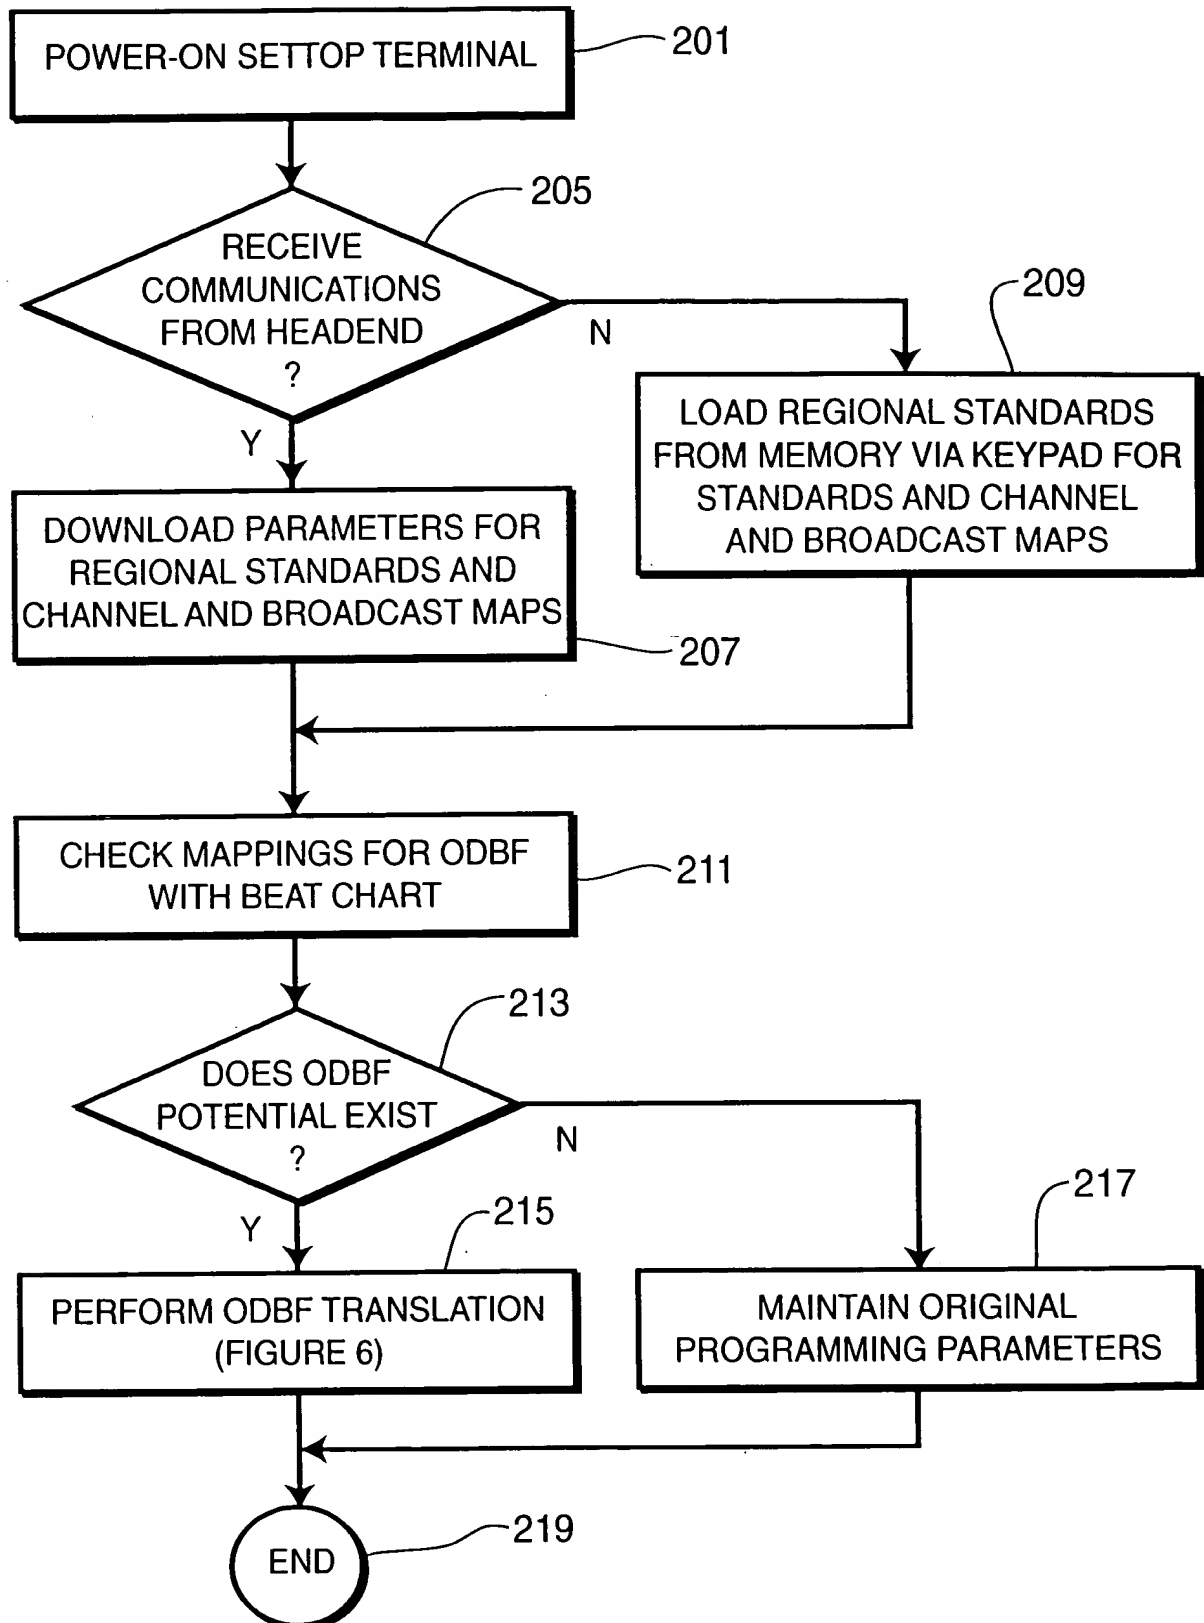 POWER-ON SETTOP TERMINAL
201
205
RECEIVE
COMMUNICATIONS
FROM HEADEND
?
N
Y
209
LOAD REGIONAL STANDARDS
FROM MEMORY VIA KEYPAD FOR
STANDARDS AND CHANNEL
AND BROADCAST MAPS
DOWNLOAD PARAMETERS FOR
REGIONAL STANDARDS AND
CHANNEL AND BROADCAST MAPS
207
CHECK MAPPINGS FOR ODBF
WITH BEAT CHART
211
213
DOES ODBF
POTENTIAL EXIST
?
N
Y
215
PERFORM ODBF TRANSLATION
(FIGURE 6)
217
MAINTAIN ORIGINAL
PROGRAMMING PARAMETERS
END
219